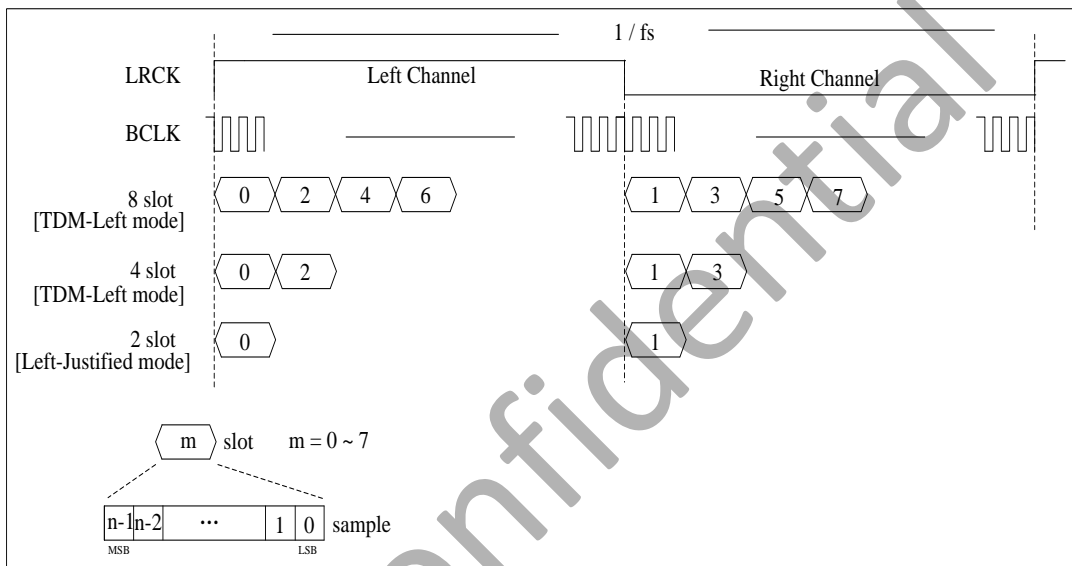 1 / fs
LRCK Left Channel Right Channel
BCLK
8 slot 0 2 4 6 1 3 5 7
[TDM-Left mode]
4 slot 0 2 1 3
[TDM-Left mode]
2 slot 0 1
[Left-Justified mode]
m slot m = 0 ~ 7
n-1 n-2 ... 1 0 sample
MSB LSB
Confidential